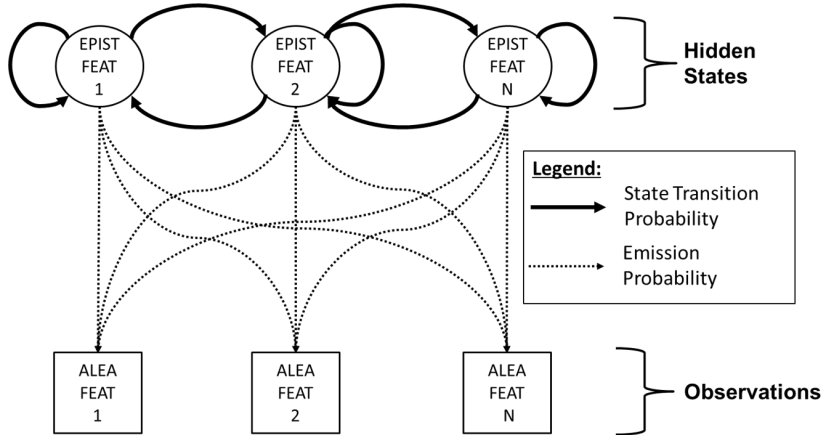 EPIST
FEAT
1
EPIST
FEAT
2
EPIST
FEAT
N
Hidden
States
Legend:
State Transition
Probability
Emission
Probability
ALEA
FEAT
1
ALEA
FEAT
2
ALEA
FEAT
N
Observations